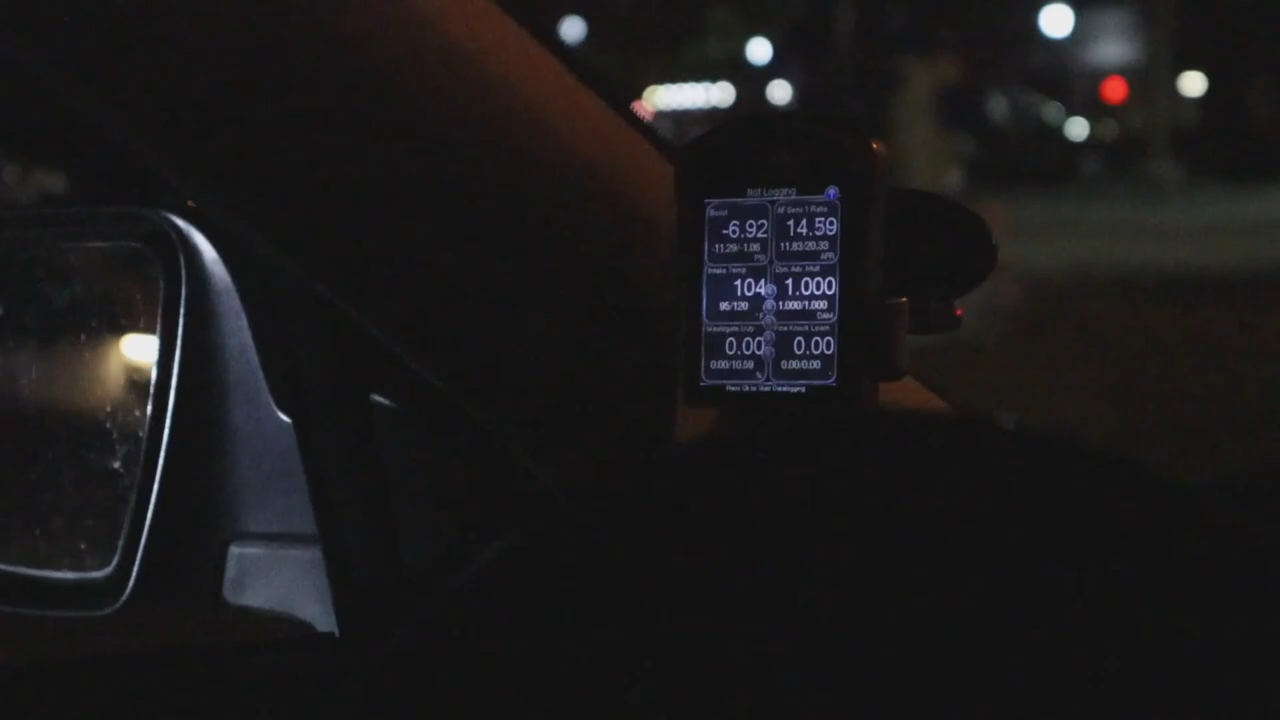 Not Logging
Boost
AF Sens 1 Ratio
-6.92
14.59
-11.29/-1.06
11.83/20.33
PSI
AFR
Intake Temp
Dyn. Adv. Mult
104
1.000
95/120
1.000/1.000
°F
DAM
Wastegate Duty
Fine Knock Learn
0.00
0.00
0.00/10.59
0.00/0.00
%
°
Press Ok to Start Datalogging